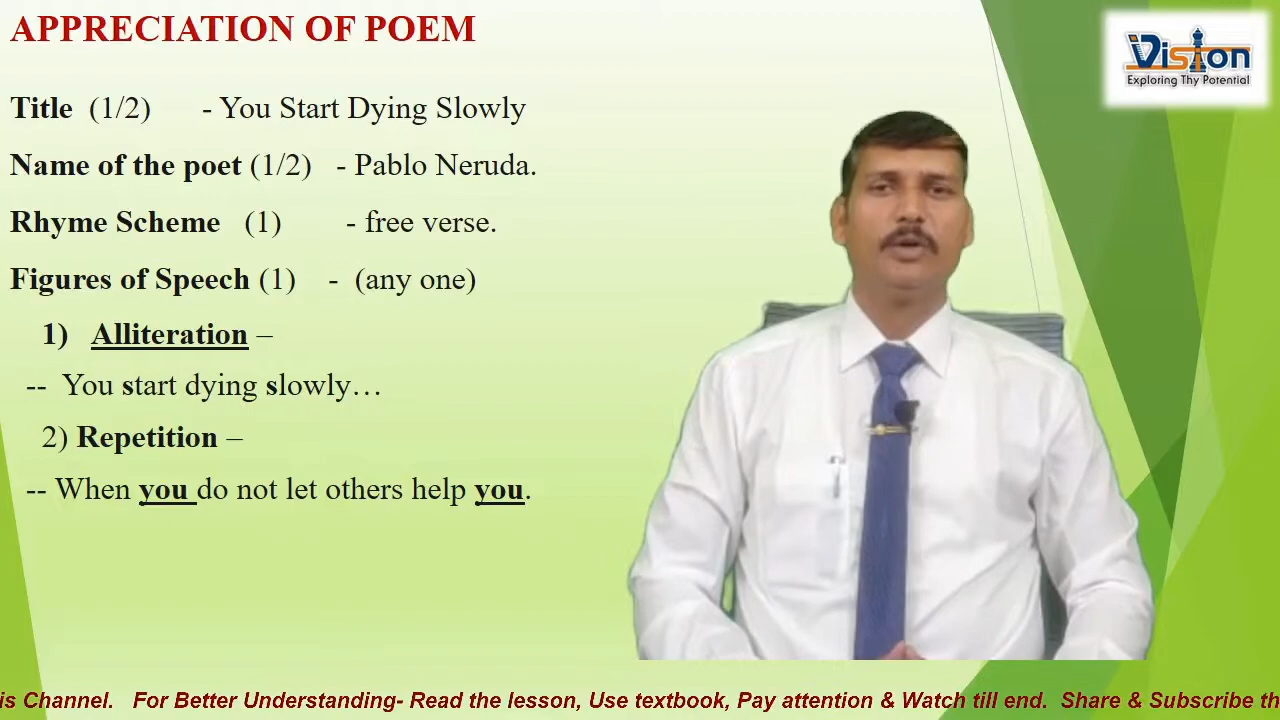 APPRECIATION OF POEM
Vision
Exploring Thy Potential
Title (1/2) - You Start Dying Slowly
Name of the poet (1/2) - Pablo Neruda.
Rhyme Scheme (1) - free verse.
Figures of Speech (1) - (any one)
1) Alliteration –
-- You start dying slowly…
2) Repetition –
-- When you do not let others help you.
is Channel. For Better Understanding- Read the lesson, Use textbook, Pay attention & Watch till end. Share & Subscribe th